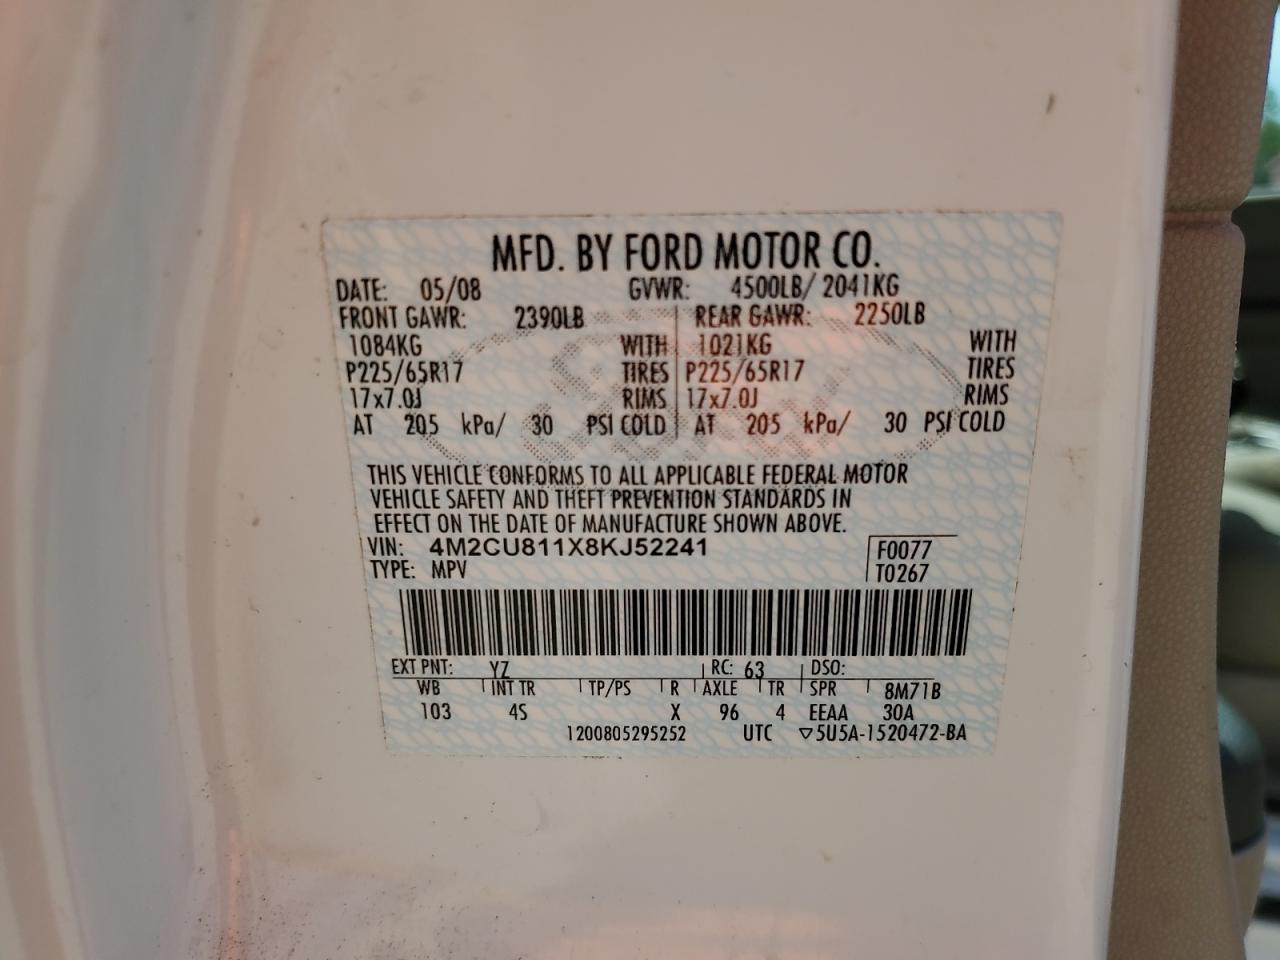 MFD. BY FORD MOTOR CO.
DATE: 05/08 GVWR: 4500LB/ 2041KG
FRONT GAWR: 2390LB REAR GAWR: 2250LB
1084KG WITH 1021KG WITH
P225/65R17 TIRES P225/65R17 TIRES
17x7.0J RIMS 17x7.0J RIMS
AT 205 kPa/ 30 PSI COLD AT 205 kPa/ 30 PSI COLD
THIS VEHICLE CONFORMS TO ALL APPLICABLE FEDERAL MOTOR
VEHICLE SAFETY AND THEFT PREVENTION STANDARDS IN
EFFECT ON THE DATE OF MANUFACTURE SHOWN ABOVE.
VIN: 4M2CU811X8KJ52241 F0077
TYPE: MPV T0267
EXT PNT: YZ RC: 63 DSO:
WB INT TR TP/PS R AXLE TR SPR 8M71B
103 4S X 96 4 EEAA 30A
1200805295252 UTC ▽5U5A-1520472-BA